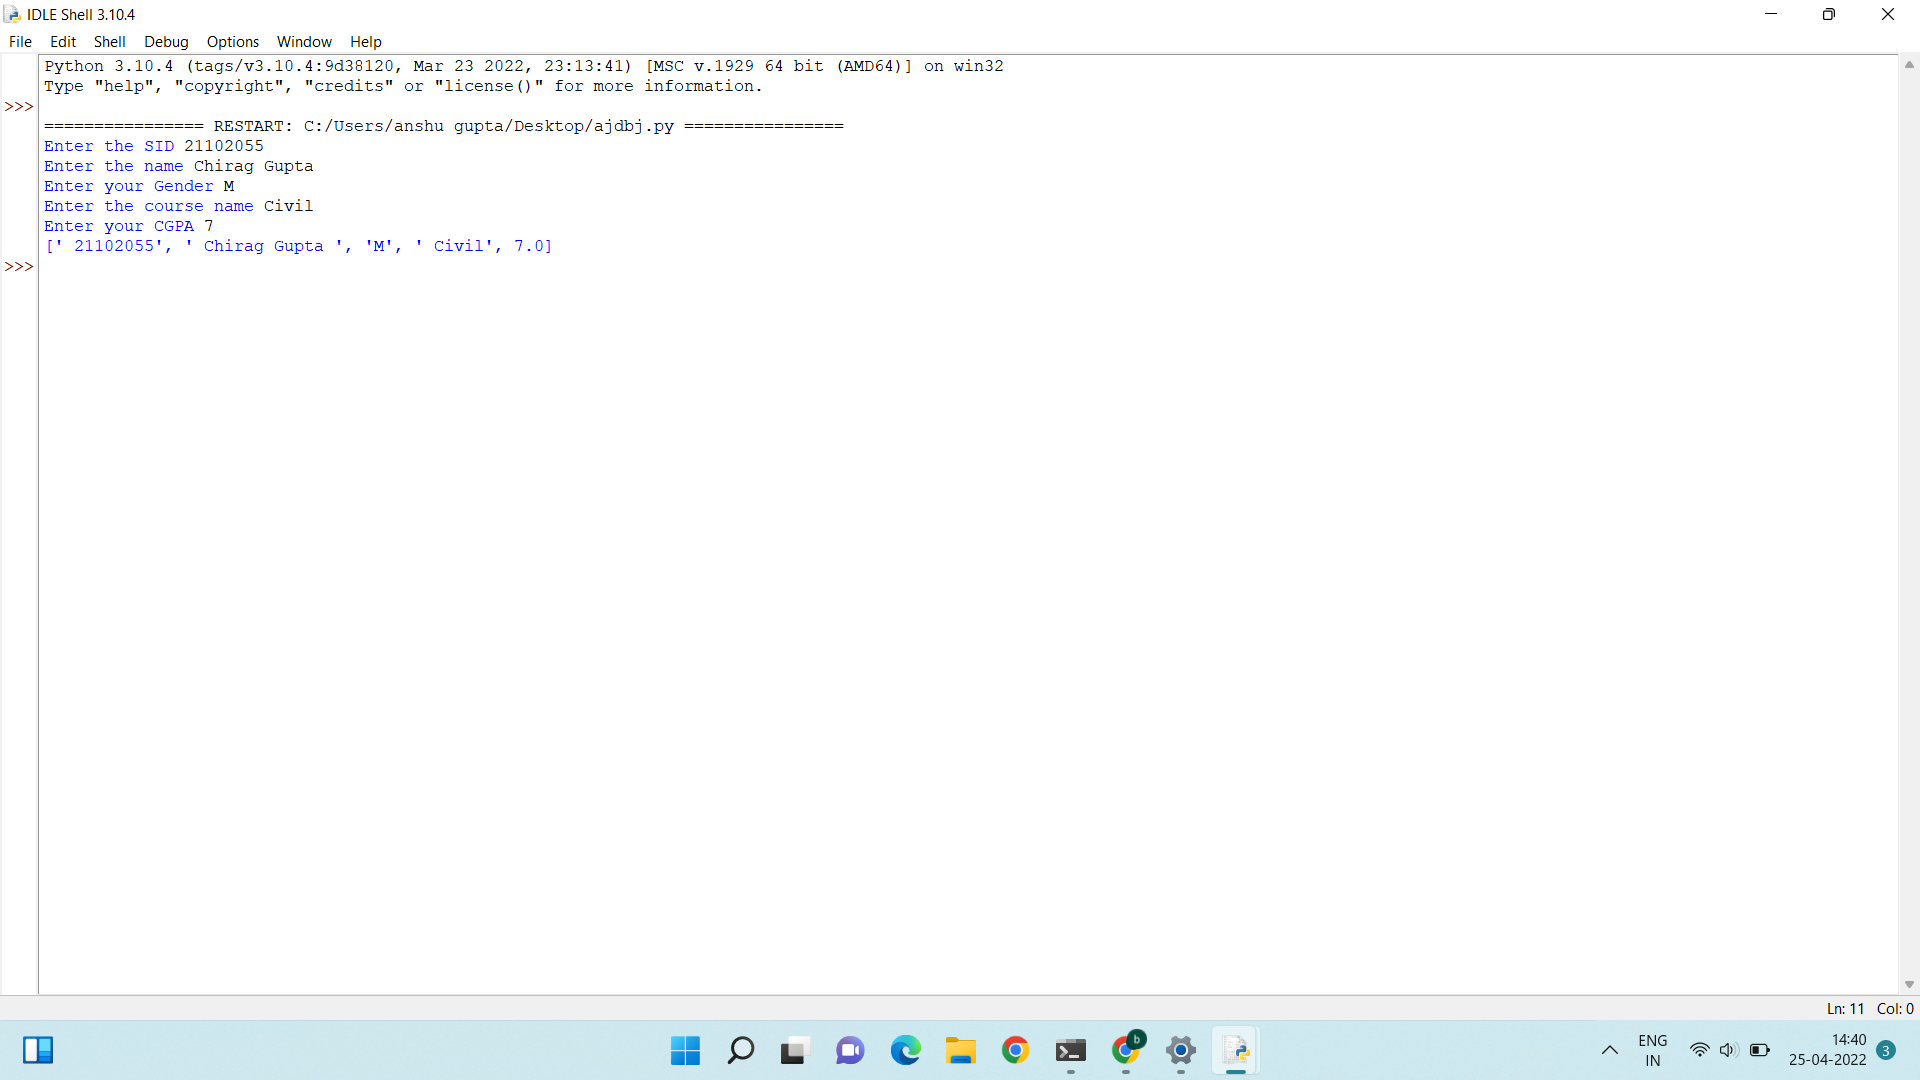 IDLE Shell 3.10.4
File Edit Shell Debug Options Window Help
Python 3.10.4 (tags/v3.10.4:9d38120, Mar 23 2022, 23:13:41) [MSC v.1929 64 bit (AMD64)] on win32
Type "help", "copyright", "credits" or "license()" for more information.
>>>
================ RESTART: C:/Users/anshu gupta/Desktop/ajdbj.py ================
Enter the SID 21102055
Enter the name Chirag Gupta
Enter your Gender M
Enter the course name Civil
Enter your CGPA 7
[' 21102055', ' Chirag Gupta ', 'M', ' Civil', 7.0]
>>>
Ln: 11 Col: 0
b
ENG
IN
14:40
25-04-2022
3